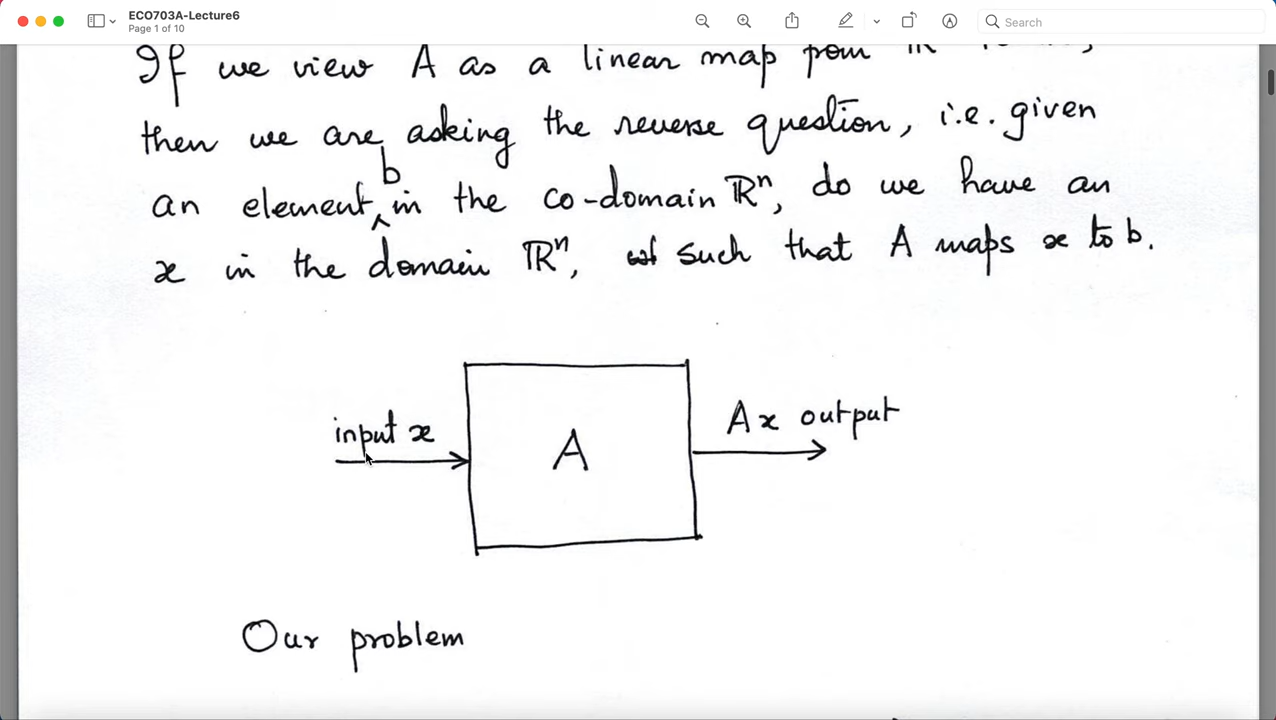 ECO703A-Lecture6
Page 1 of 10
Search
If we view A as a linear map from
then we are asking the reverse question, i.e. given
an element b in the co-domain ℝⁿ, do we have an
x in the domain ℝⁿ, such that A maps x to b.
input x
A
Ax output
Our problem